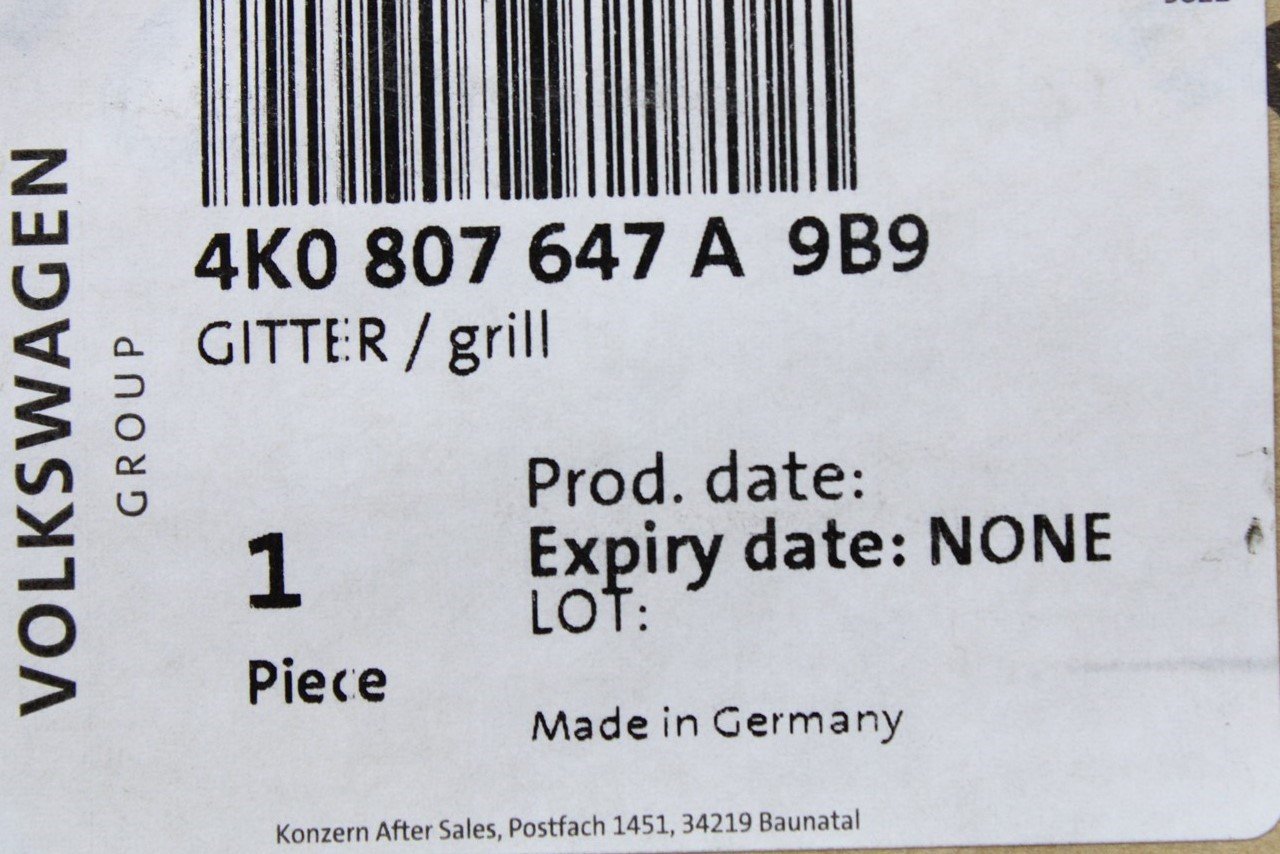 4K0 807 647 A 9B9
GITTER / grill
VOLKSWAGEN
GROUP
Prod. date:
Expiry date: NONE
LOT:
1
Piece
Made in Germany
Konzern After Sales, Postfach 1451, 34219 Baunatal